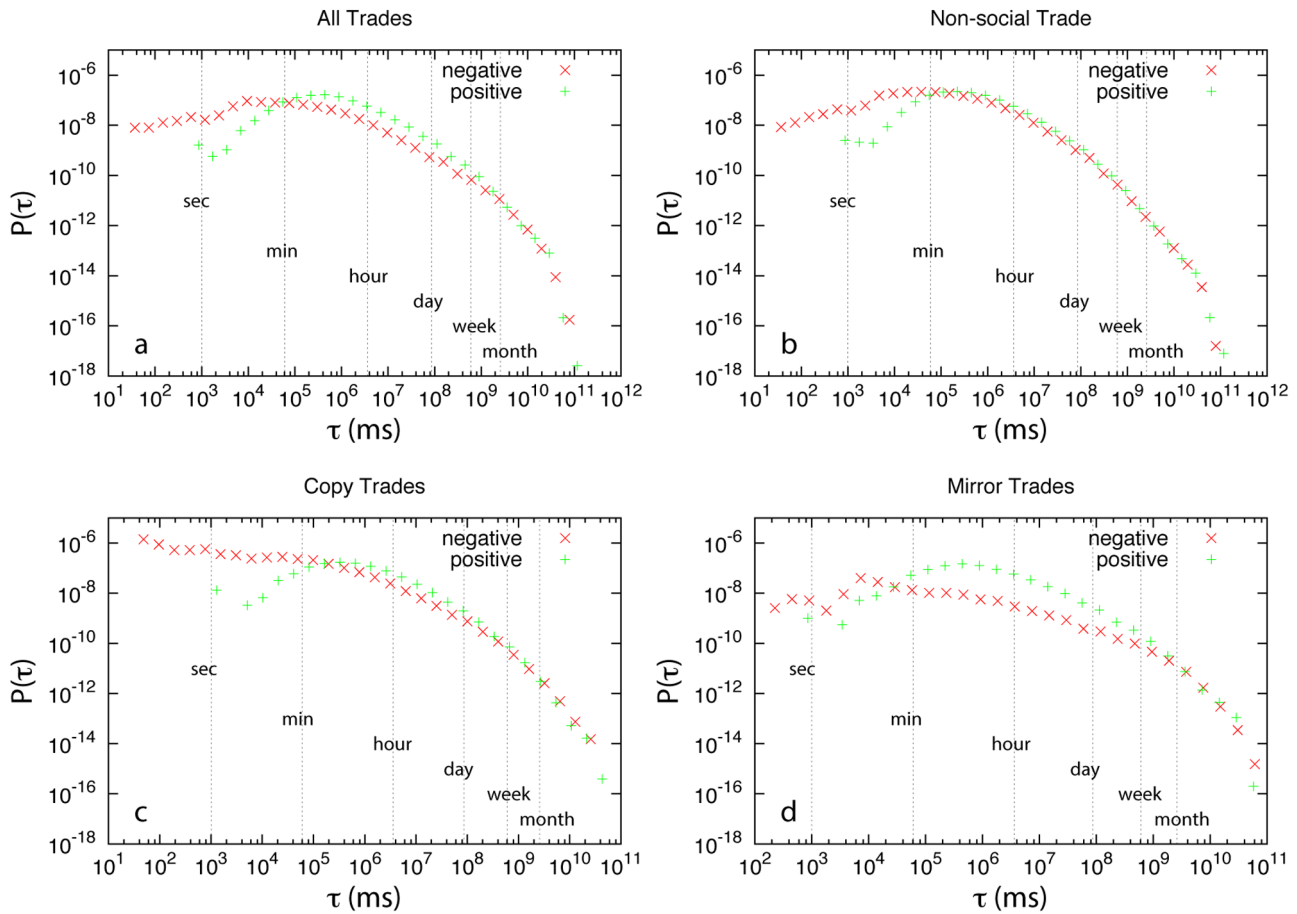 All Trades
10^-6
10^-8
10^-10
10^-12
10^-14
10^-16
10^-18
P(τ)
negative
positive
sec
min
hour
day
week
month
a
10^1 10^2 10^3 10^4 10^5 10^6 10^7 10^8 10^9 10^10 10^11 10^12
τ (ms)
Non-social Trade
10^-6
10^-8
10^-10
10^-12
10^-14
10^-16
10^-18
P(τ)
negative
positive
sec
min
hour
day
week
month
b
10^1 10^2 10^3 10^4 10^5 10^6 10^7 10^8 10^9 10^10 10^11 10^12
τ (ms)
Copy Trades
10^-6
10^-8
10^-10
10^-12
10^-14
10^-16
10^-18
P(τ)
negative
positive
sec
min
hour
day
week
month
c
10^1 10^2 10^3 10^4 10^5 10^6 10^7 10^8 10^9 10^10 10^11
τ (ms)
Mirror Trades
10^-6
10^-8
10^-10
10^-12
10^-14
10^-16
10^-18
P(τ)
negative
positive
sec
min
hour
day
week
month
d
10^2 10^3 10^4 10^5 10^6 10^7 10^8 10^9 10^10 10^11
τ (ms)